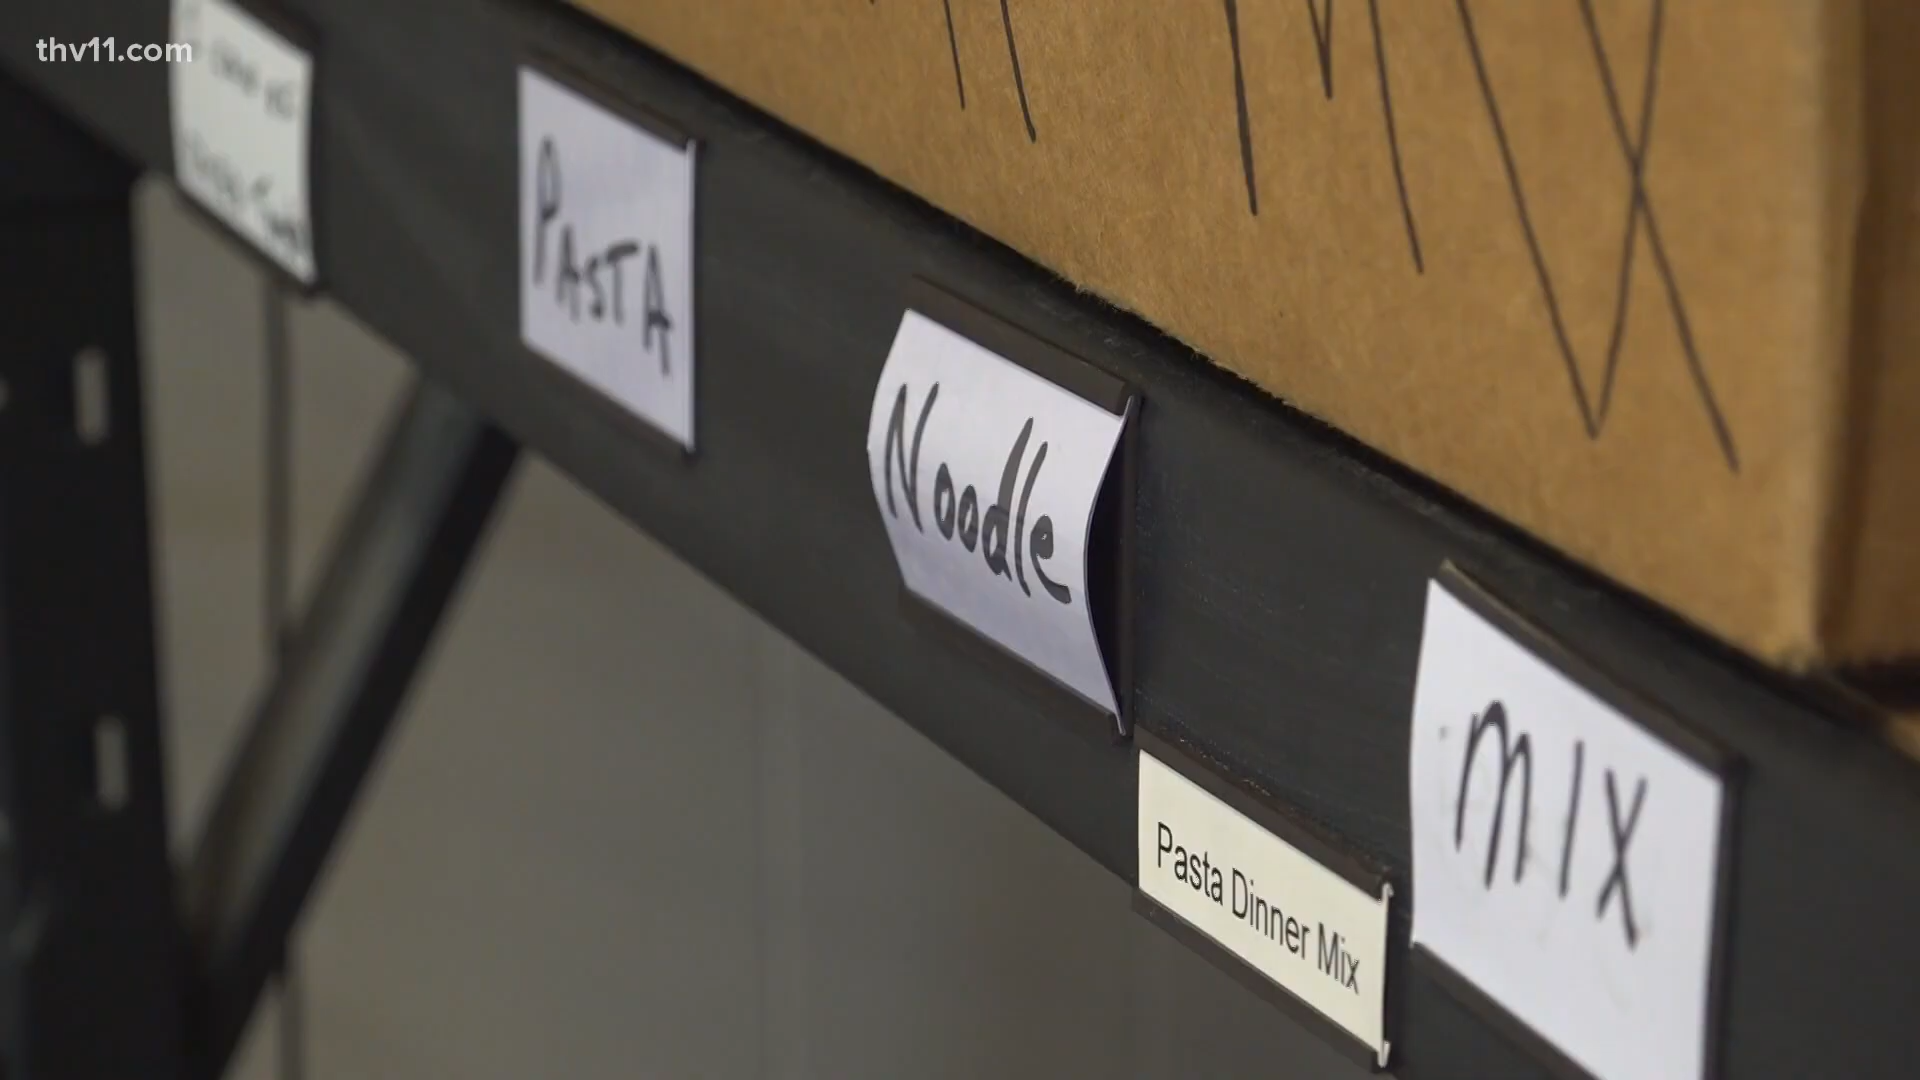 thv11.com
PASTA
Noodle
MIX
Pasta Dinner Mix